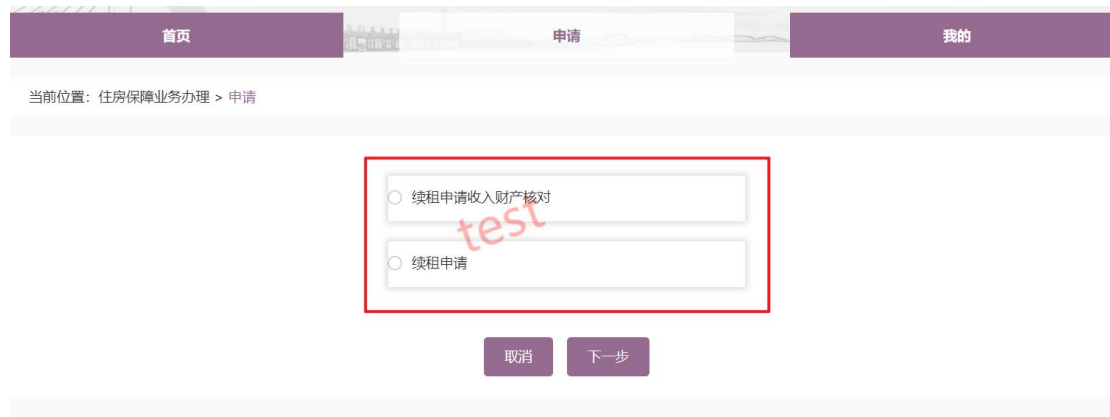 首页
申请
我的
当前位置：住房保障业务办理 > 申请
续租申请收入财产核对
test
续租申请
取消
下一步